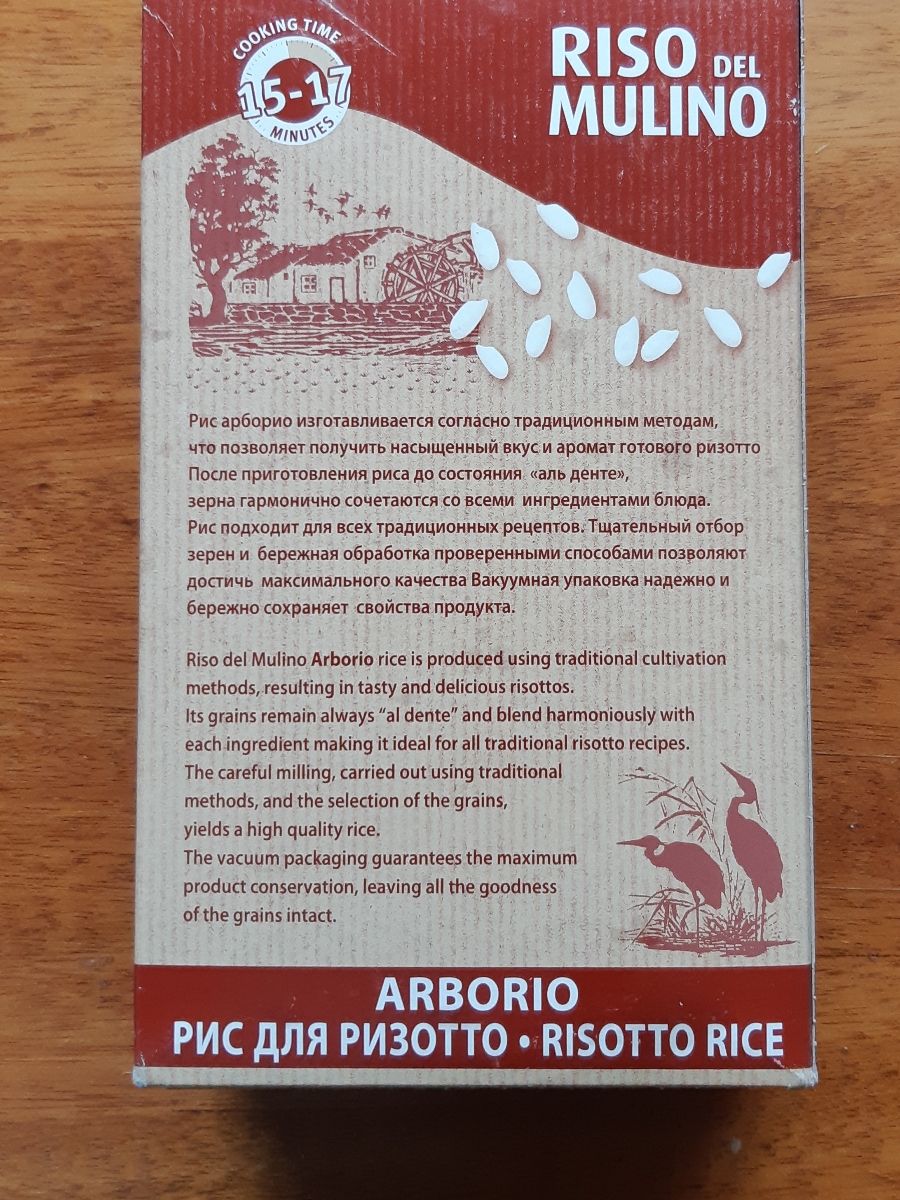 COOKING TIME
15-17
MINUTES
RISO DEL
MULINO
Рис арборио изготавливается согласно традиционным методам,
что позволяет получить насыщенный вкус и аромат готового ризотто
После приготовления риса до состояния «аль денте»,
зерна гармонично сочетаются со всеми ингредиентами блюда.
Рис подходит для всех традиционных рецептов. Тщательный отбор
зерен и бережная обработка проверенными способами позволяют
достичь максимального качества Вакуумная упаковка надежно и
бережно сохраняет свойства продукта.
Riso del Mulino Arborio rice is produced using traditional cultivation
methods, resulting in tasty and delicious risottos.
Its grains remain always “al dente” and blend harmoniously with
each ingredient making it ideal for all traditional risotto recipes.
The careful milling, carried out using traditional
methods, and the selection of the grains,
yields a high quality rice.
The vacuum packaging guarantees the maximum
product conservation, leaving all the goodness
of the grains intact.
ARBORIO
РИС ДЛЯ РИЗОТТО • RISOTTO RICE